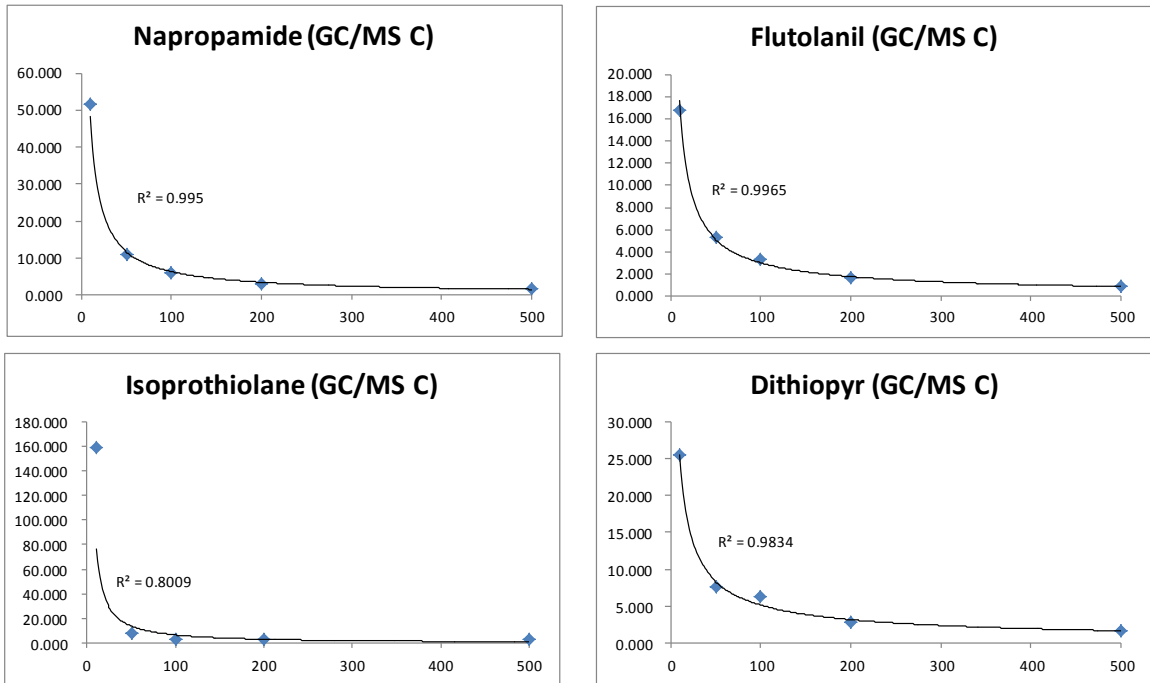 Napropamide (GC/MS C)
60.000
50.000
40.000
30.000
20.000
10.000
0.000
R² = 0.995
0 100 200 300 400 500
Flutolanil (GC/MS C)
20.000
18.000
16.000
14.000
12.000
10.000
8.000
6.000
4.000
2.000
0.000
R² = 0.9965
0 100 200 300 400 500
Isoprothiolane (GC/MS C)
180.000
160.000
140.000
120.000
100.000
80.000
60.000
40.000
20.000
0.000
R² = 0.8009
0 100 200 300 400 500
Dithiopyr (GC/MS C)
30.000
25.000
20.000
15.000
10.000
5.000
0.000
R² = 0.9834
0 100 200 300 400 500